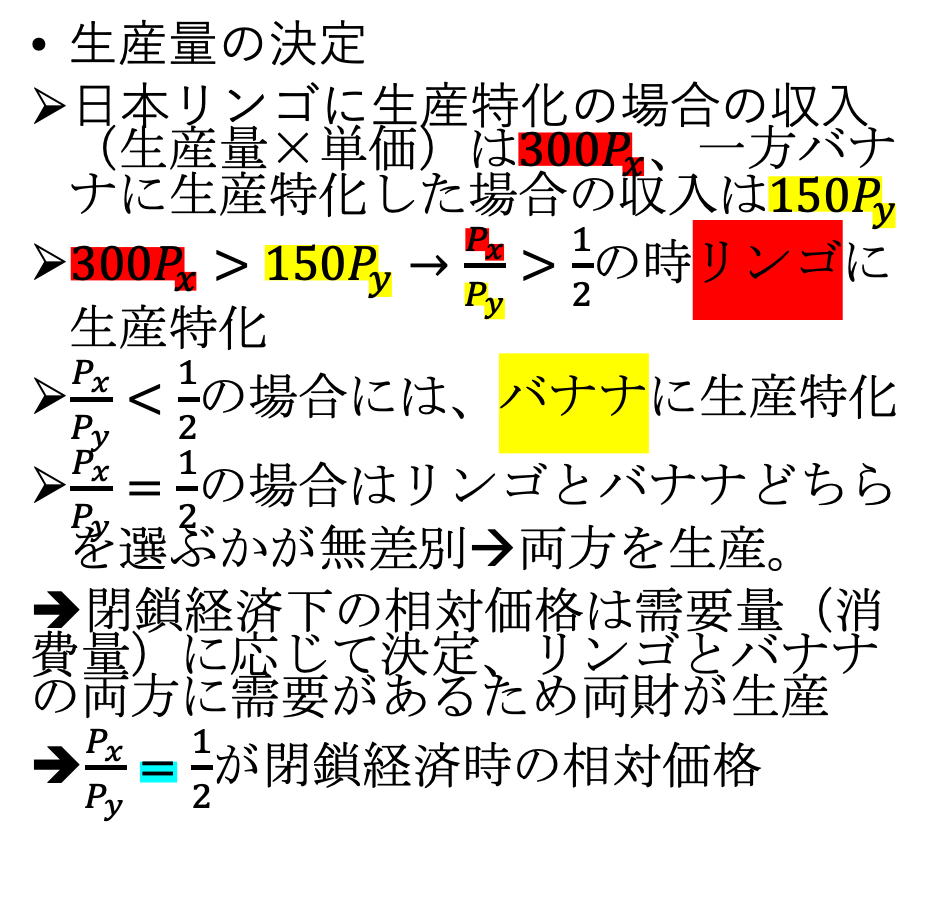 • 生産量の決定
➢日本リンゴに生産特化の場合の収入
（生産量×単価）は300Pₓ、一方バナ
ナに生産特化した場合の収入は150P_y
➢300Pₓ > 150P_y → Pₓ/P_y > 1/2の時リンゴに
生産特化
➢Pₓ/P_y < 1/2の場合には、バナナに生産特化
➢Pₓ/P_y = 1/2の場合はリンゴとバナナどちら
を選ぶかが無差別→両方を生産。
➔閉鎖経済下の相対価格は需要量（消
費量）に応じて決定、リンゴとバナナ
の両方に需要があるため両財が生産
➔Pₓ/P_y = 1/2が閉鎖経済時の相対価格